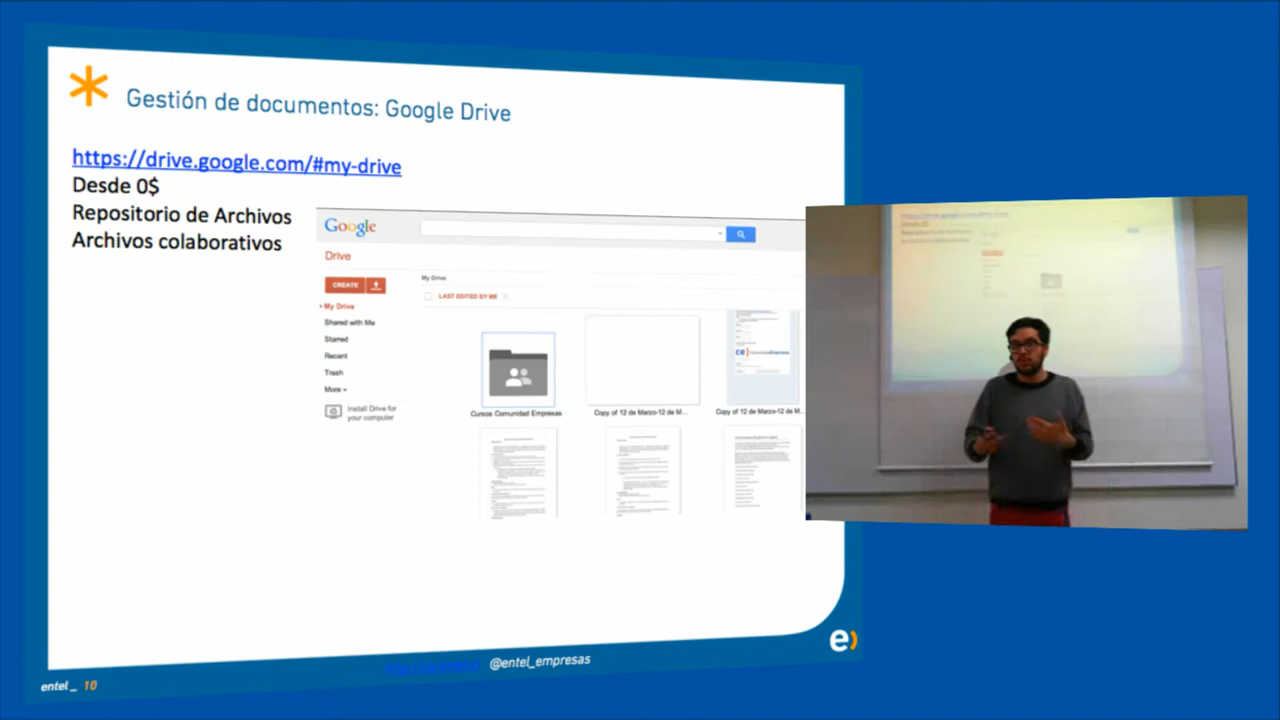 Gestión de documentos: Google Drive
https://drive.google.com/#my-drive
Desde 0$
Repositorio de Archivos
Archivos colaborativos
Google
Drive
CREATE
My Drive
LAST EDITED BY ME
My Drive
Shared with Me
Starred
Recent
Trash
More
Install Drive for
your computer
Cursos Comunidad Empresas
Copy of 12 de Marzo-12 de M...
Copy of 12 de Marzo-12 de M...
ce) ComunidadEmpresas
e)
@entel_empresas
entel_ 10